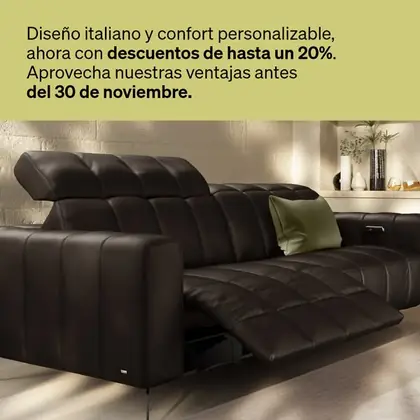 Diseño italiano y confort personalizable,
ahora con descuentos de hasta un 20%.
Aprovecha nuestras ventajas antes
del 30 de noviembre.